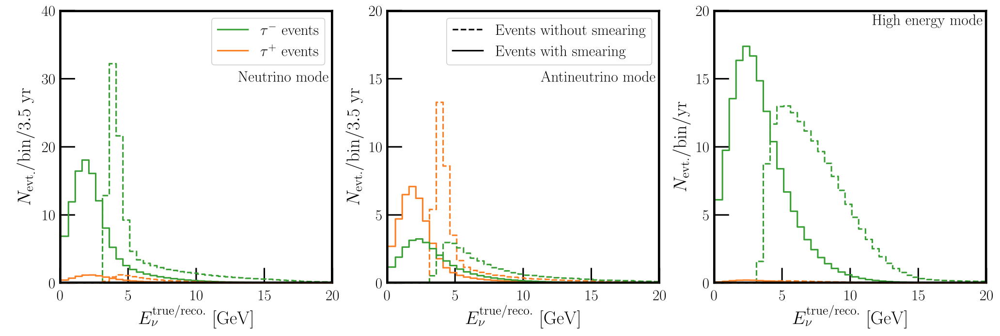 40
30
20
10
0
0 5 10 15 20
N_evt./bin/3.5 yr
τ⁻ events
τ⁺ events
Neutrino mode
E_ν^true/reco. [GeV]
20
15
10
5
0
0 5 10 15 20
N_evt./bin/3.5 yr
Events without smearing
Events with smearing
Antineutrino mode
E_ν^true/reco. [GeV]
20
15
10
5
0
0 5 10 15 20
N_evt./bin/yr
High energy mode
E_ν^true/reco. [GeV]